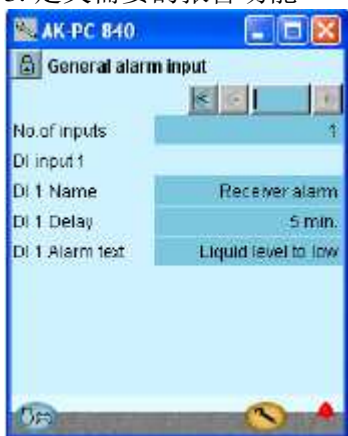 AK-PC 840
General alarm input
No.of inputs 1
DI input 1
DI 1 Name Receiver alarm
DI 1 Delay 5 min.
DI 1 Alarm text Liquid level to low